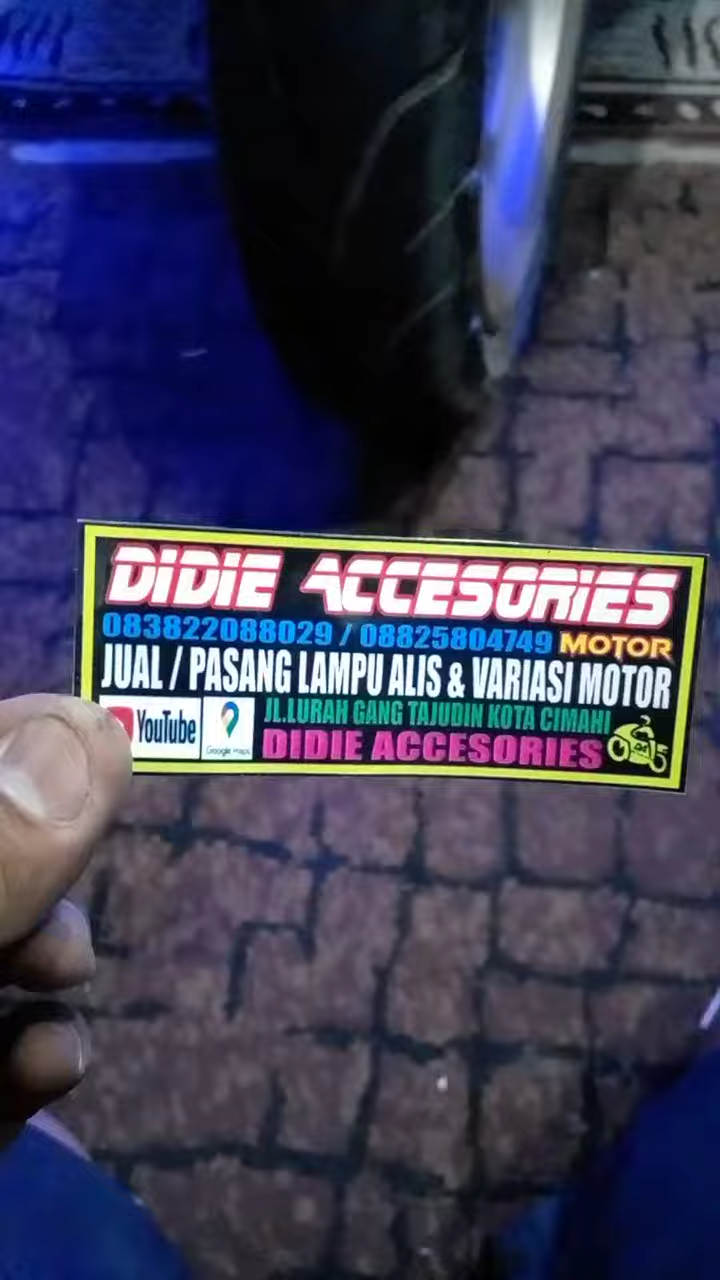 DIDIE ACCESORIES
083822088029 / 08825804749 MOTOR
JUAL / PASANG LAMPU ALIS & VARIASI MOTOR
YouTube
Google Maps
JL.LURAH GANG TAJUDIN KOTA CIMAHI
DIDIE ACCESORIES